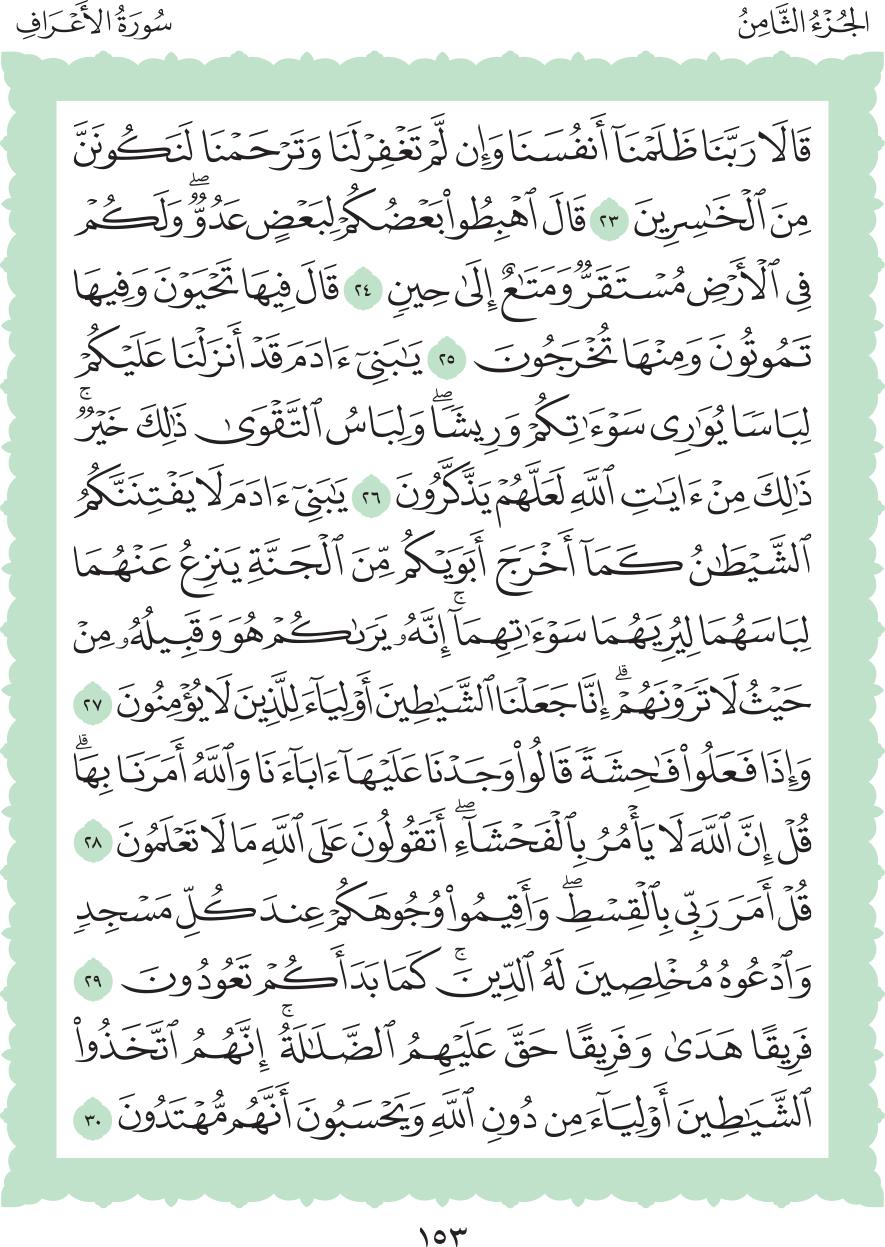 الجُزْءُ الثَّامِنُ
سُورَةُ الأَعْرَافِ
قَالَا رَبَّنَا ظَلَمْنَآ أَنفُسَنَا وَإِن لَّمْ تَغْفِرْ لَنَا وَتَرْحَمْنَا لَنَكُونَنَّ
مِنَ ٱلْخَـٰسِرِينَ ٢٣ قَالَ ٱهْبِطُوا۟ بَعْضُكُمْ لِبَعْضٍ عَدُوٌّ ۖ وَلَكُمْ
فِى ٱلْأَرْضِ مُسْتَقَرٌّ وَمَتَـٰعٌ إِلَىٰ حِينٍ ٢٤ قَالَ فِيهَا تَحْيَوْنَ وَفِيهَا
تَمُوتُونَ وَمِنْهَا تُخْرَجُونَ ٢٥ يَـٰبَنِىٓ ءَادَمَ قَدْ أَنزَلْنَا عَلَيْكُمْ
لِبَاسًا يُوَٰرِى سَوْءَٰتِكُمْ وَرِيشًا ۖ وَلِبَاسُ ٱلتَّقْوَىٰ ذَٰلِكَ خَيْرٌ ۚ
ذَٰلِكَ مِنْ ءَايَـٰتِ ٱللَّهِ لَعَلَّهُمْ يَذَّكَّرُونَ ٢٦ يَـٰبَنِىٓ ءَادَمَ لَا يَفْتِنَنَّكُمُ
ٱلشَّيْطَـٰنُ كَمَآ أَخْرَجَ أَبَوَيْكُم مِّنَ ٱلْجَنَّةِ يَنزِعُ عَنْهُمَا
لِبَاسَهُمَا لِيُرِيَهُمَا سَوْءَٰتِهِمَآ ۚ إِنَّهُۥ يَرَىٰكُمْ هُوَ وَقَبِيلُهُۥ مِنْ
حَيْثُ لَا تَرَوْنَهُمْ ۗ إِنَّا جَعَلْنَا ٱلشَّيَـٰطِينَ أَوْلِيَآءَ لِلَّذِينَ لَا يُؤْمِنُونَ ٢٧
وَإِذَا فَعَلُوا۟ فَـٰحِشَةً قَالُوا۟ وَجَدْنَا عَلَيْهَآ ءَابَآءَنَا وَٱللَّهُ أَمَرَنَا بِهَا ۗ
قُلْ إِنَّ ٱللَّهَ لَا يَأْمُرُ بِٱلْفَحْشَآءِ ۖ أَتَقُولُونَ عَلَى ٱللَّهِ مَا لَا تَعْلَمُونَ ٢٨
قُلْ أَمَرَ رَبِّى بِٱلْقِسْطِ ۖ وَأَقِيمُوا۟ وُجُوهَكُمْ عِندَ كُلِّ مَسْجِدٍ
وَٱدْعُوهُ مُخْلِصِينَ لَهُ ٱلدِّينَ ۚ كَمَا بَدَأَكُمْ تَعُودُونَ ٢٩
فَرِيقًا هَدَىٰ وَفَرِيقًا حَقَّ عَلَيْهِمُ ٱلضَّلَـٰلَةُ ۚ إِنَّهُمُ ٱتَّخَذُوا۟
ٱلشَّيَـٰطِينَ أَوْلِيَآءَ مِن دُونِ ٱللَّهِ وَيَحْسَبُونَ أَنَّهُم مُّهْتَدُونَ ٣٠
١٥٣